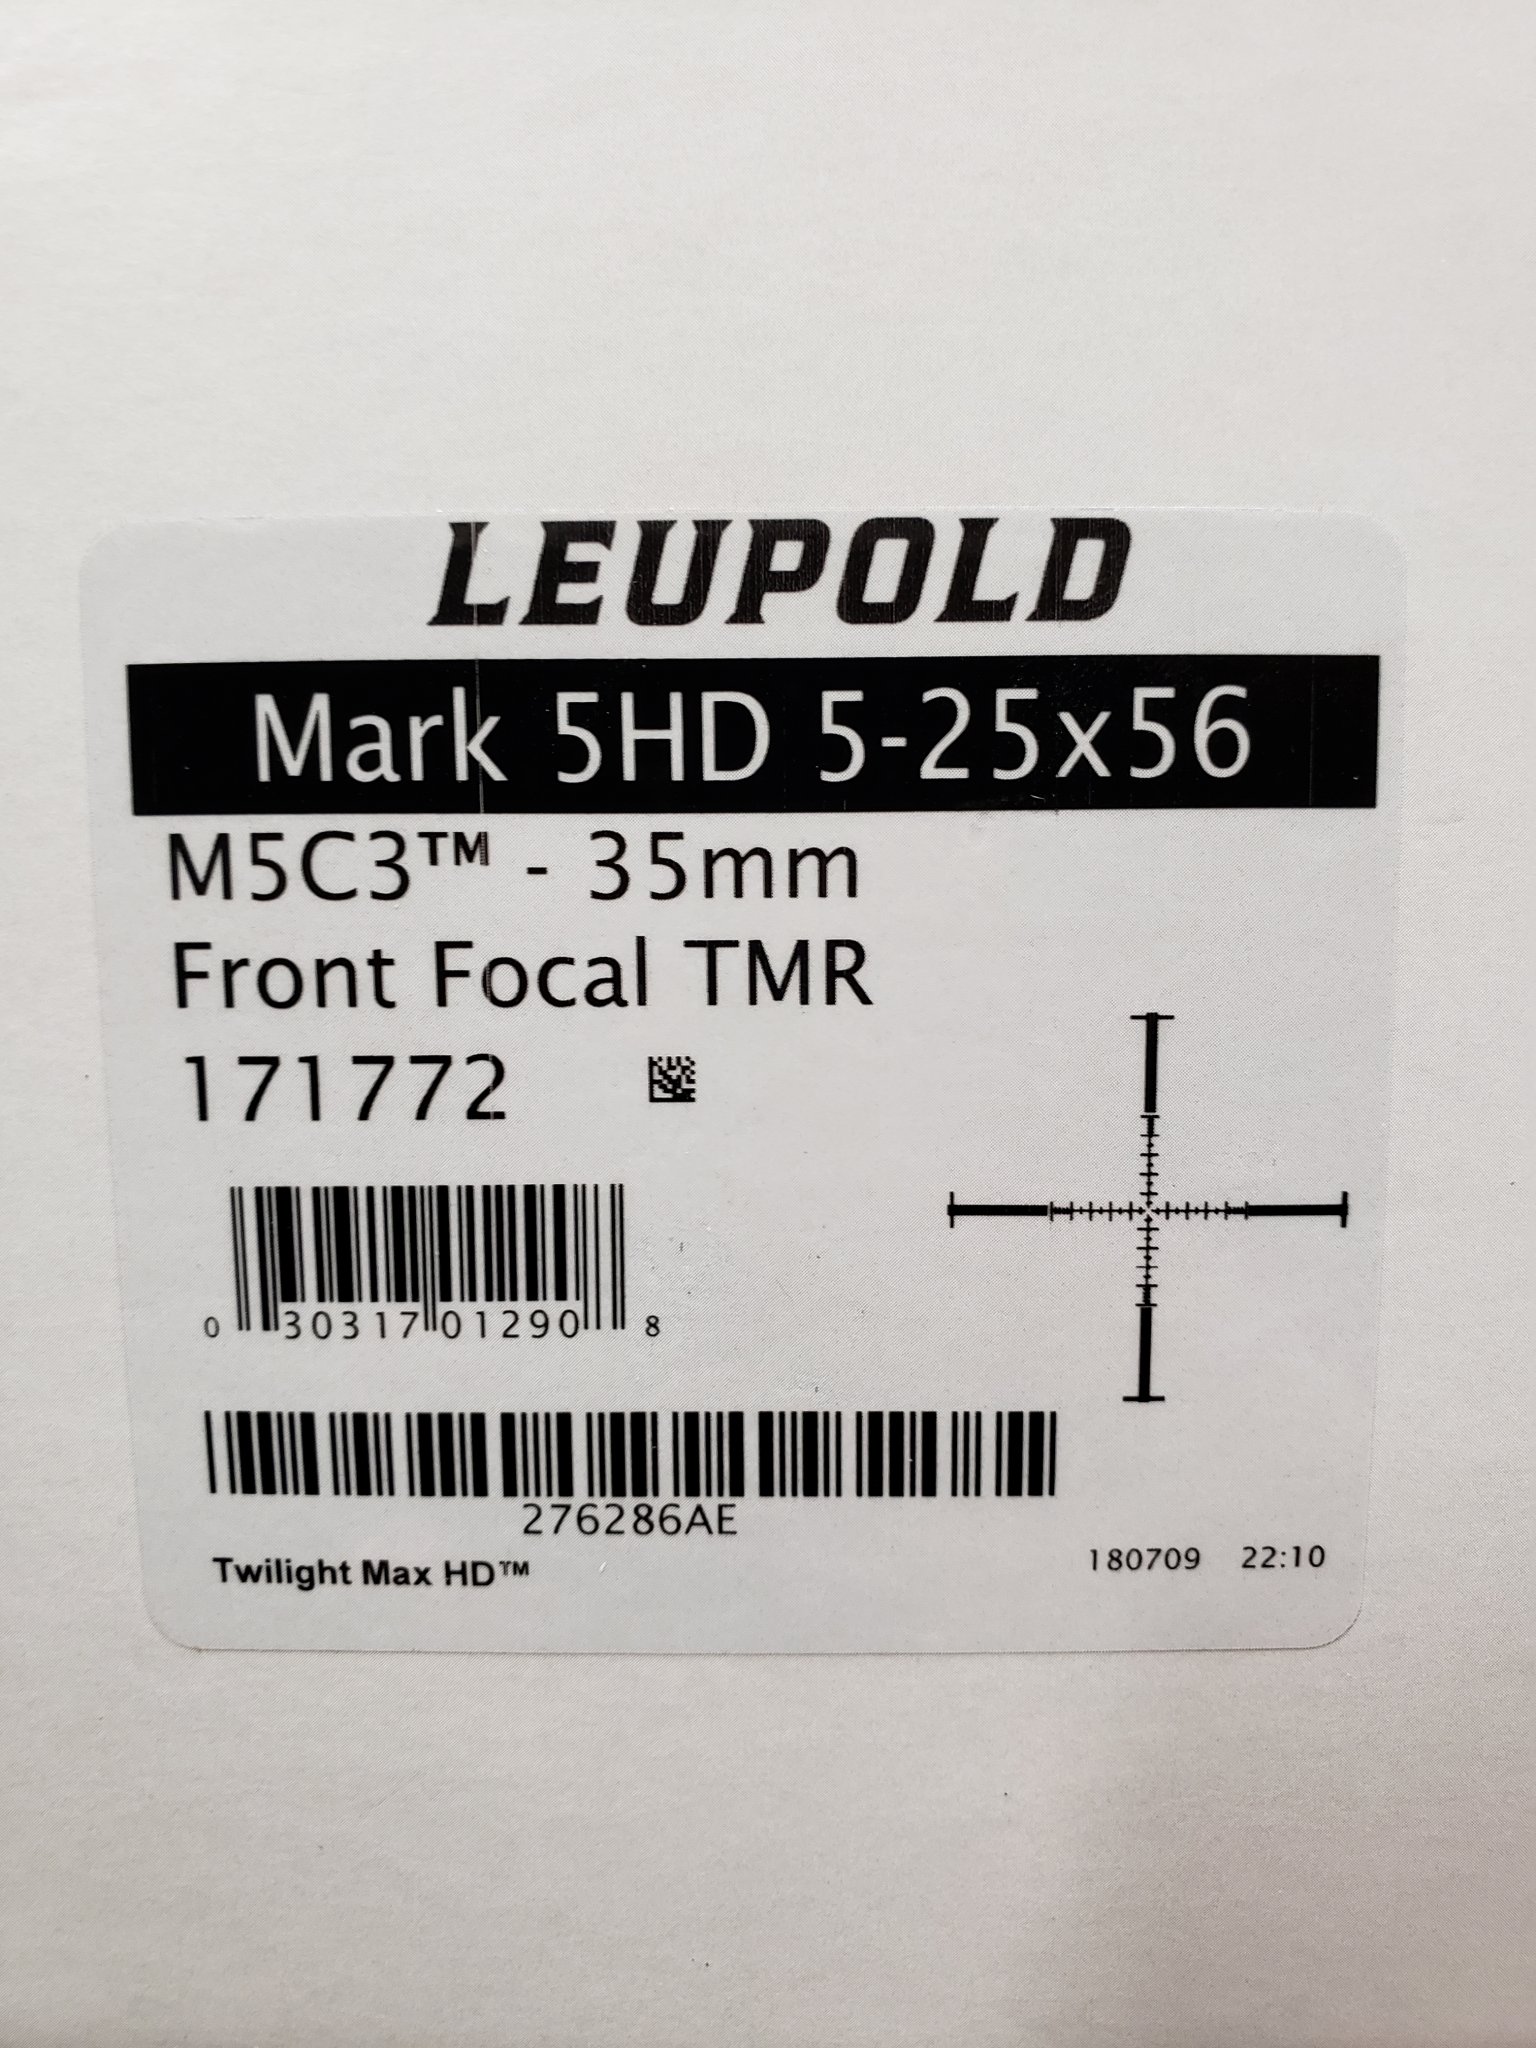 LEUPOLD
Mark 5HD 5-25x56
M5C3™ - 35mm
Front Focal TMR
171772
0 30317 01290 8
276286AE
Twilight Max HD™
180709 22:10